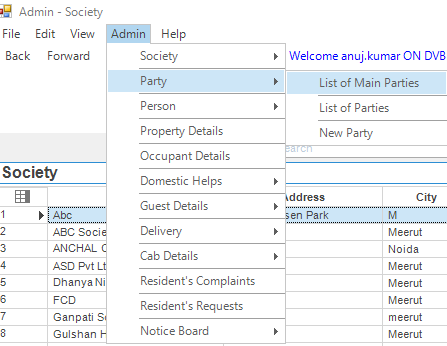 Admin - Society
File Edit View Admin Help
Back Forward Society Welcome anuj.kumar ON DVB
Party List of Main Parties
Person List of Parties
Property Details New Party
Occupant Details earch
Society Domestic Helps
Guest Details Address City
1 Abc sen Park M
2 ABC Socie Delivery Meerut
3 ANCHAL C Cab Details Noida
4 ASD Pvt Lt Meerut
5 Dhanya Ni Resident's Complaints Meerut
6 FCD Resident's Requests Meerut
7 Ganpati Se meerut
8 Gulshan H Notice Board Meerut